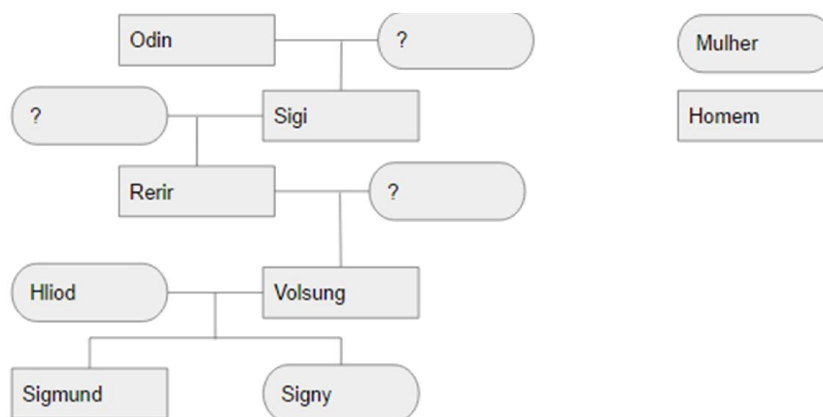 Odin
?
Mulher
?
Sigi
Homem
Rerir
?
Hliod
Volsung
Sigmund
Signy